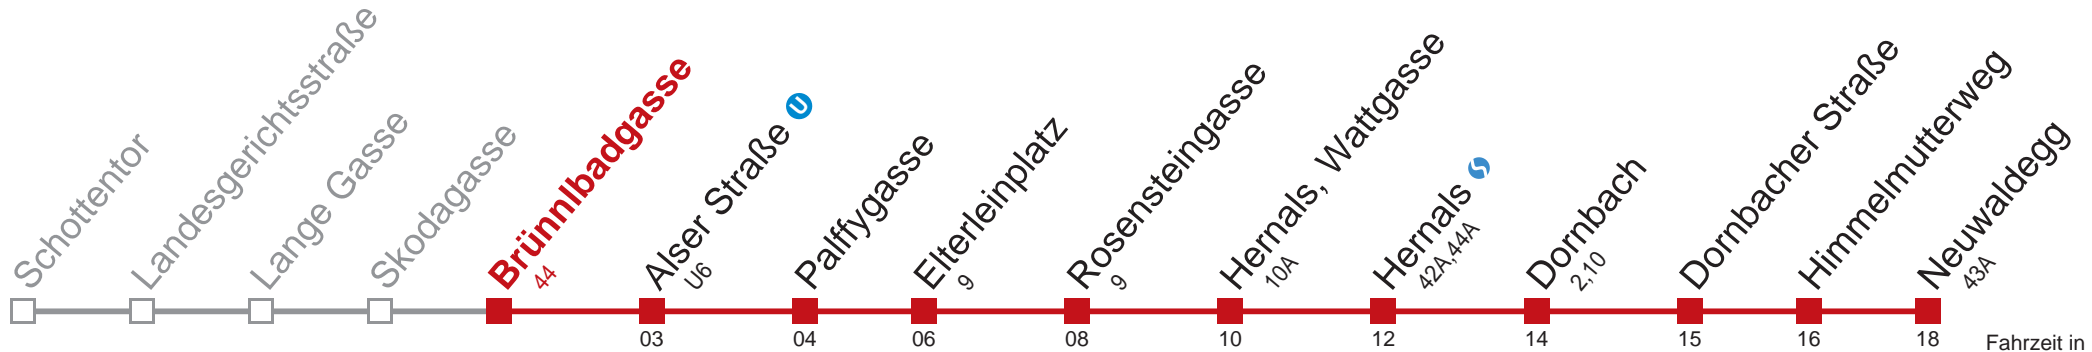 Schottentor
Landesgerichtsstraße
Lange Gasse
Skodagasse
Brünnlbadgasse
44
Alser Straße U
U6
Palffygasse
Elterleinplatz
9
Rosensteingasse
9
Hernals, Wattgasse
10A
Hernals
42A,44A
Dornbach
2,10
Dornbacher Straße
Himmelmutterweg
Neuwaldegg
43A
03 04 06 08 10 12 14 15 16 18 Fahrzeit in